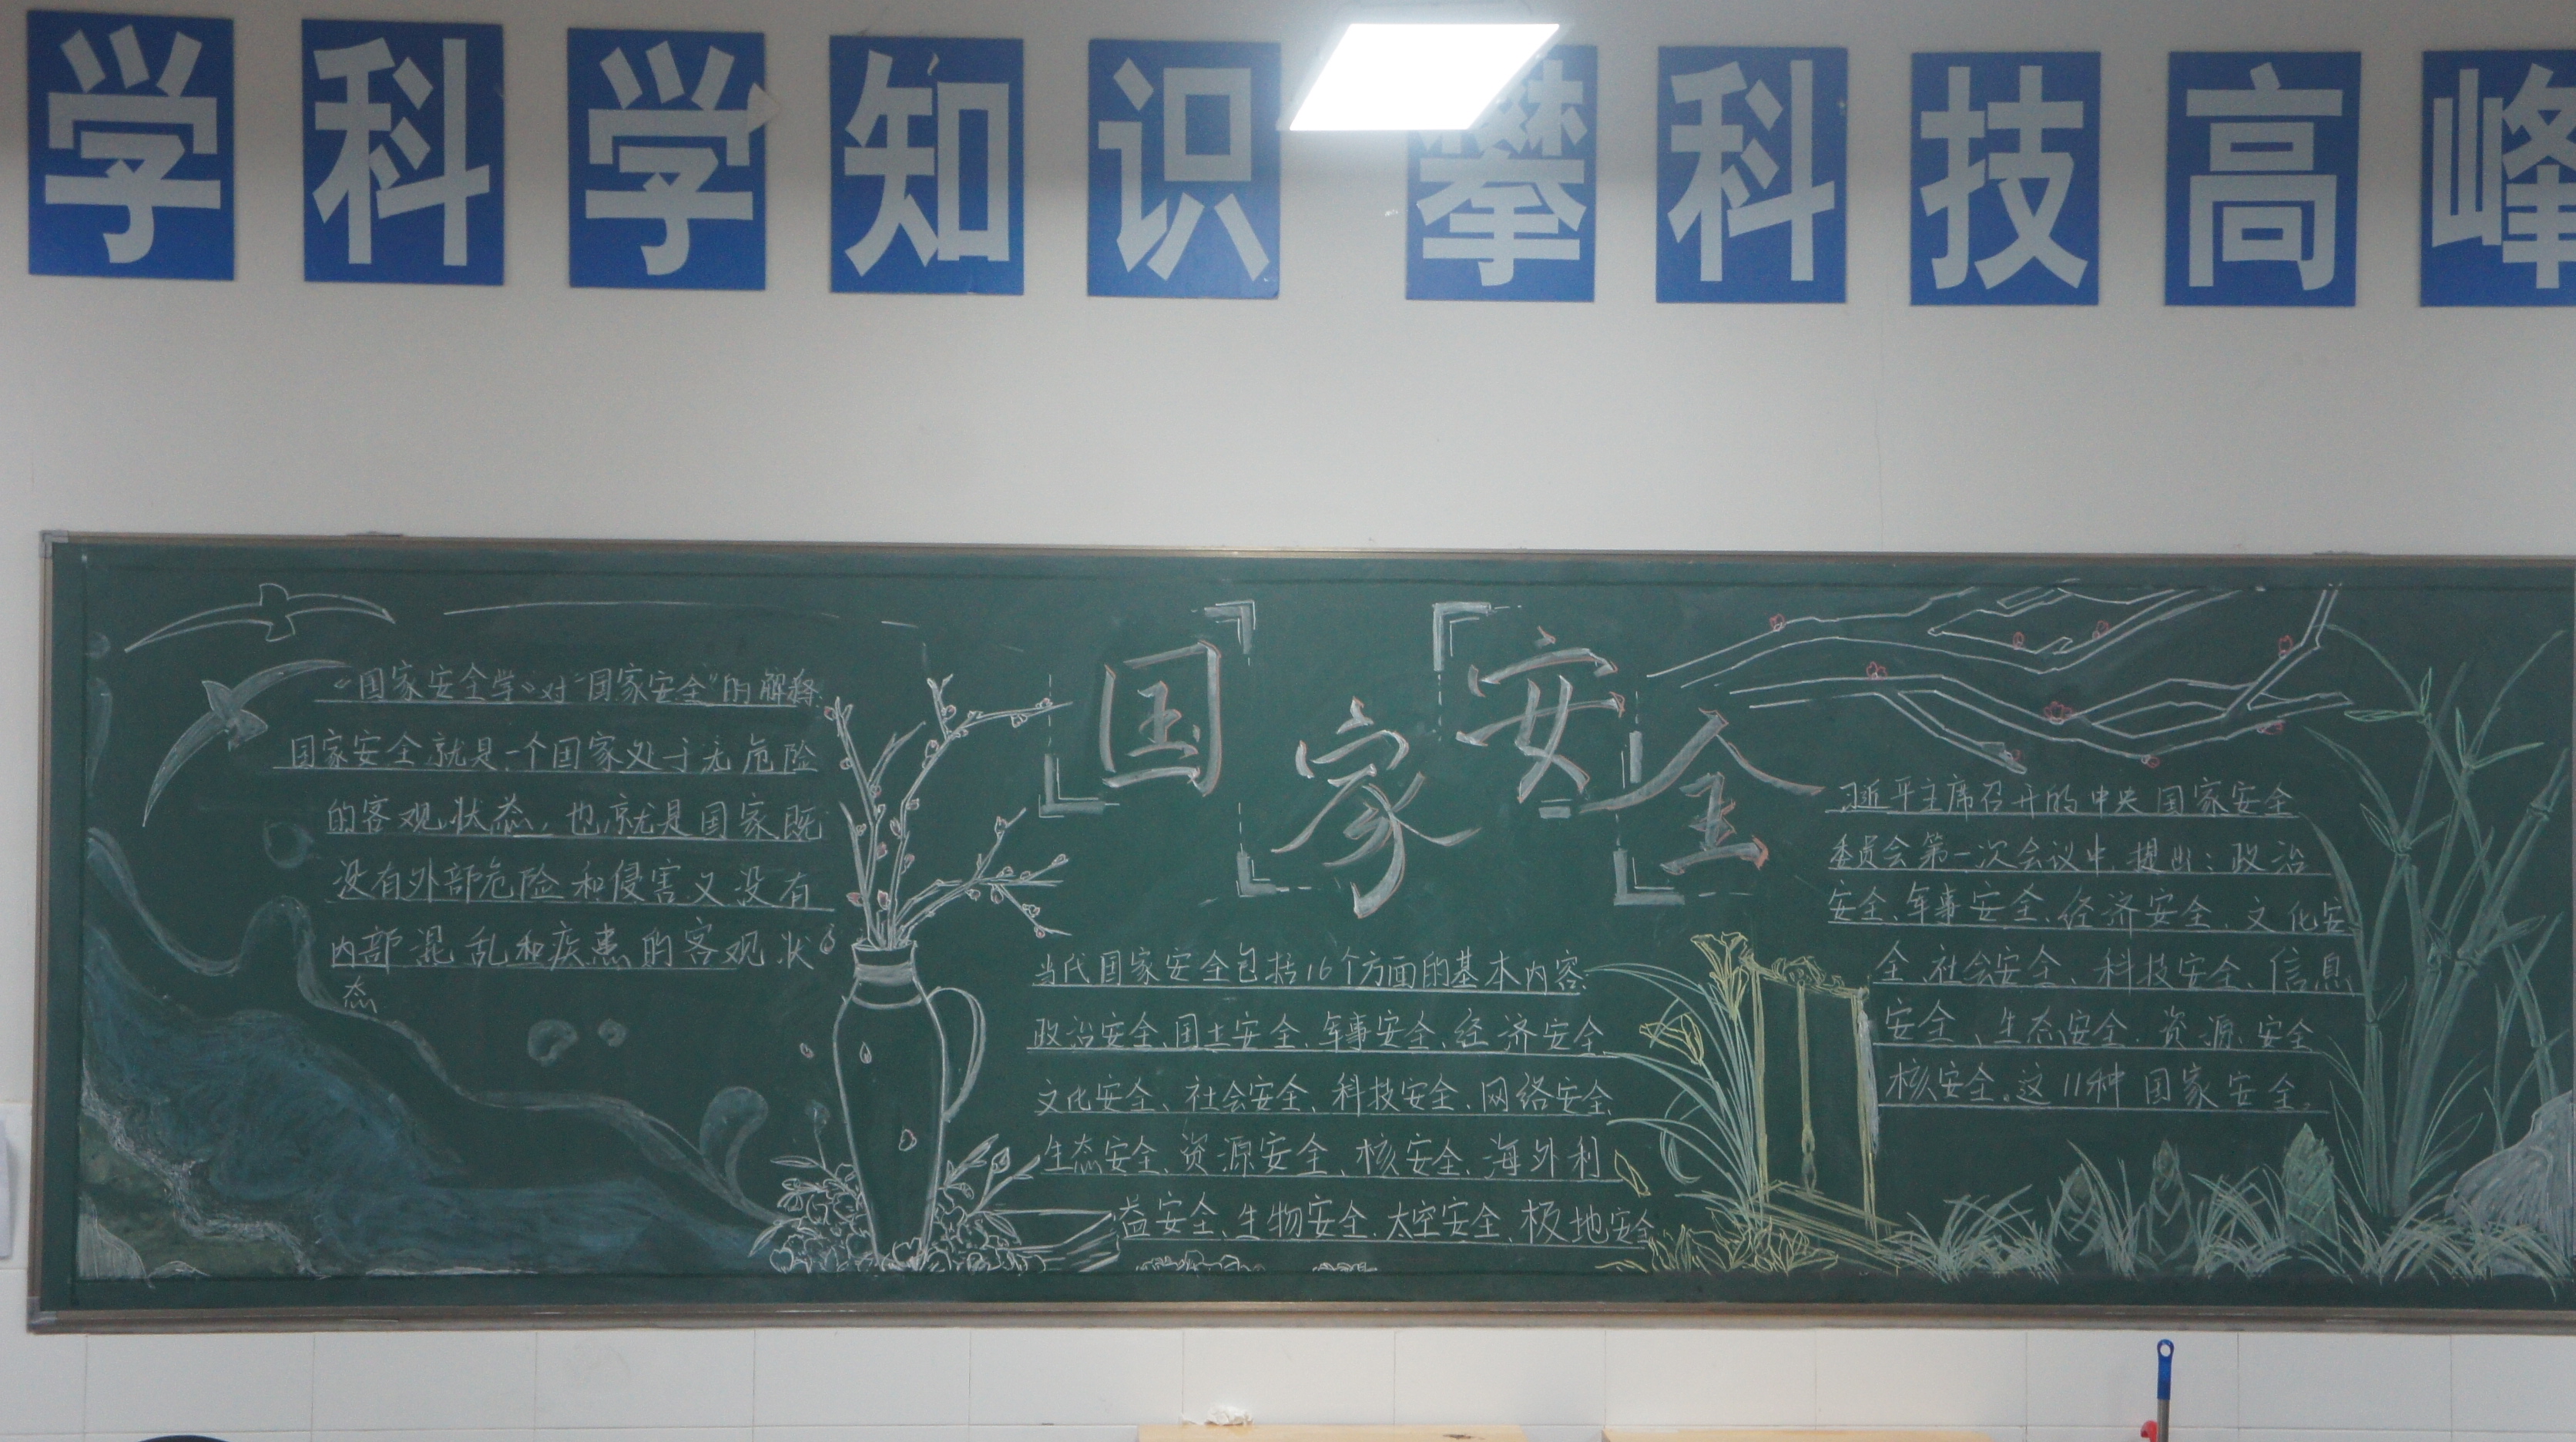 学科学知识 攀科技高峰
国家安全
《国家安全学》对“国家安全”的解释:
国家安全就是一个国家处于无危险
的客观状态，也就是国家既
没有外部危险和侵害又没有
内部混乱和疾患的客观状
态
当代国家安全包括16个方面的基本内容:
政治安全、国土安全、军事安全、经济安全
文化安全、社会安全、科技安全、网络安全、
生态安全、资源安全、核安全、海外利
益安全、生物安全、太空安全、极地安全
习近平主席召开的中央国家安全
委员会第一次会议中,提出:政治
安全、军事安全、经济安全、文化安
全、社会安全、科技安全、信息
安全、生态安全、资源安全
核安全。这11种国家安全。